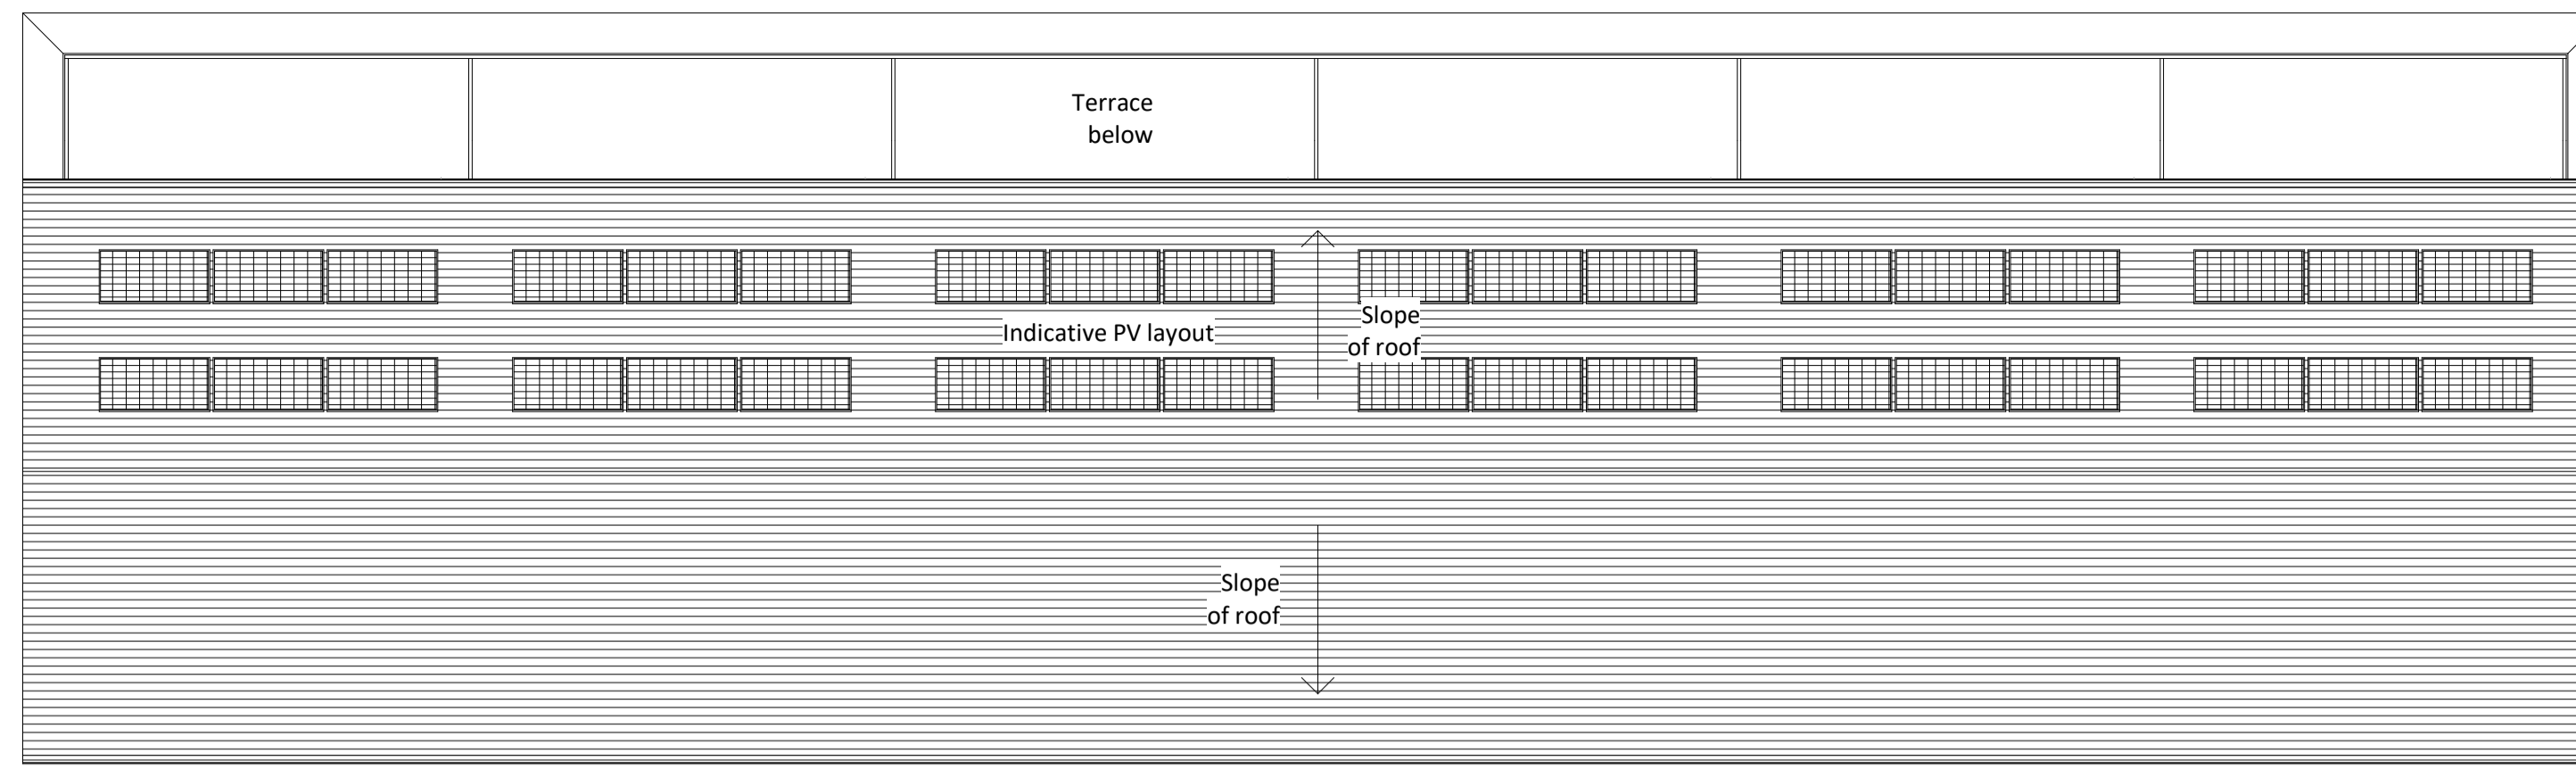 Terrace
below
Indicative PV layout
Slope
of roof
Slope
of roof